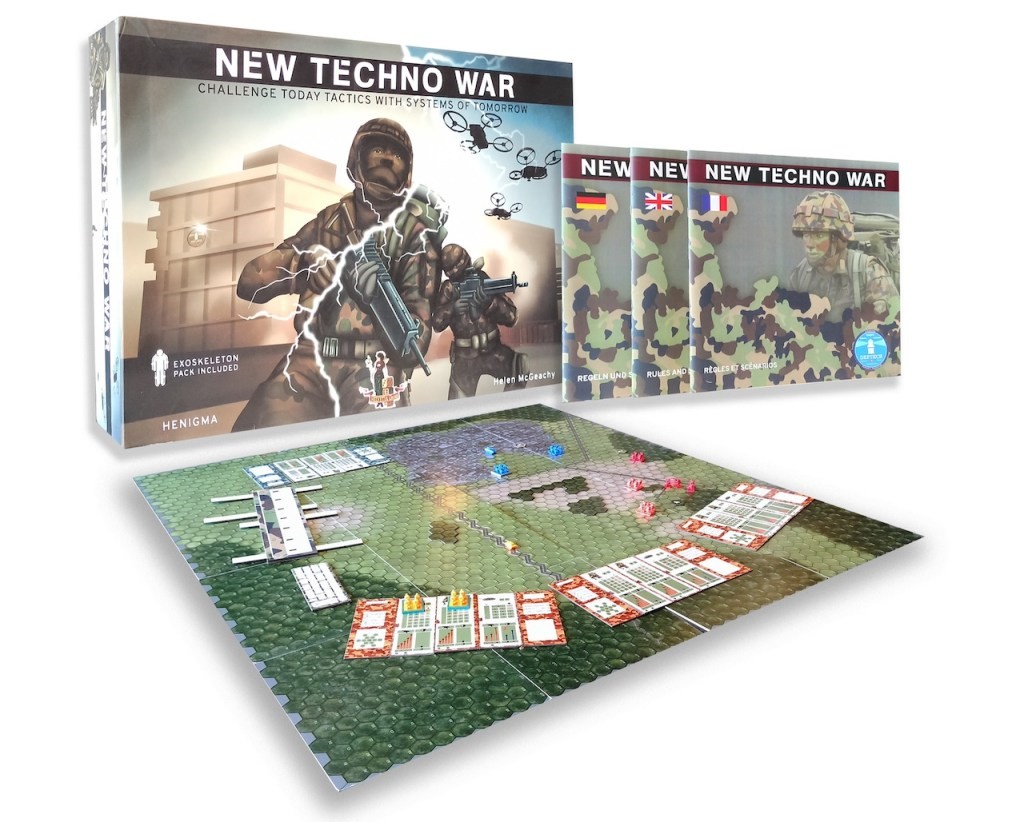 NEW TECHNO WAR
CHALLENGE TODAY TACTICS WITH SYSTEMS OF TOMORROW
NEW TECHNO WAR
EXOSKELETON
PACK INCLUDED
HENIGMA
Helen McGeachy
NEW
REGELN UND S
NEW
RULES AND
NEW TECHNO WAR
RÈGLES ET SCÉNARIOS